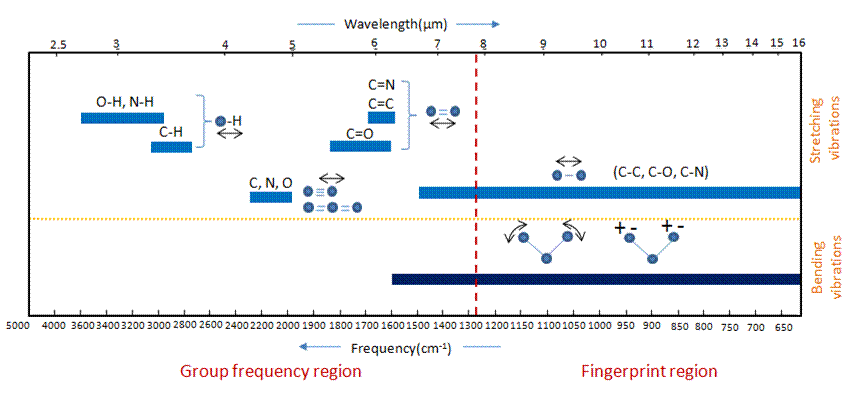 Wavelength(μm)
2.5 3 4 5 6 7 8 9 10 11 12 13 14 15 16
C=N
O-H, N-H
C=C
-H
C-H
C=O
Stretching
vibrations
(C-C, C-O, C-N)
C, N, O
+ - + -
Bending
vibrations
5000 4000 3600 3400 3200 3000 2800 2600 2400 2200 2000 1900 1800 1700 1600 1500 1400 1300 1200 1100 1050 1000 950 900 850 800 750 700 650
Frequency(cm-1)
Group frequency region
Fingerprint region